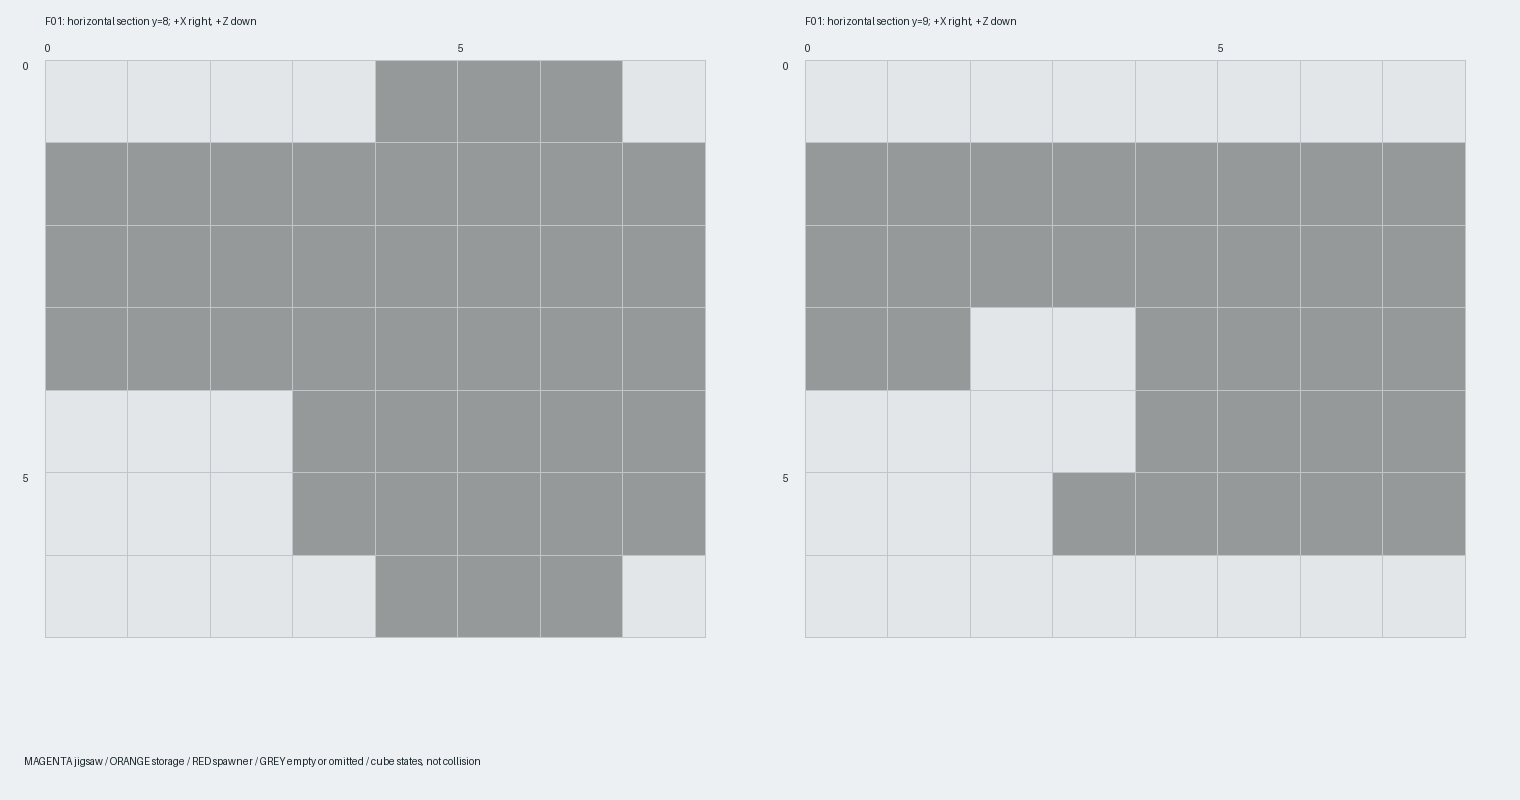 F01: horizontal section y=8; +X right, +Z down
F01: horizontal section y=9; +X right, +Z down
0 5
0 5
0
0
5
5
MAGENTA jigsaw / ORANGE storage / RED spawner / GREY empty or omitted / cube states, not collision